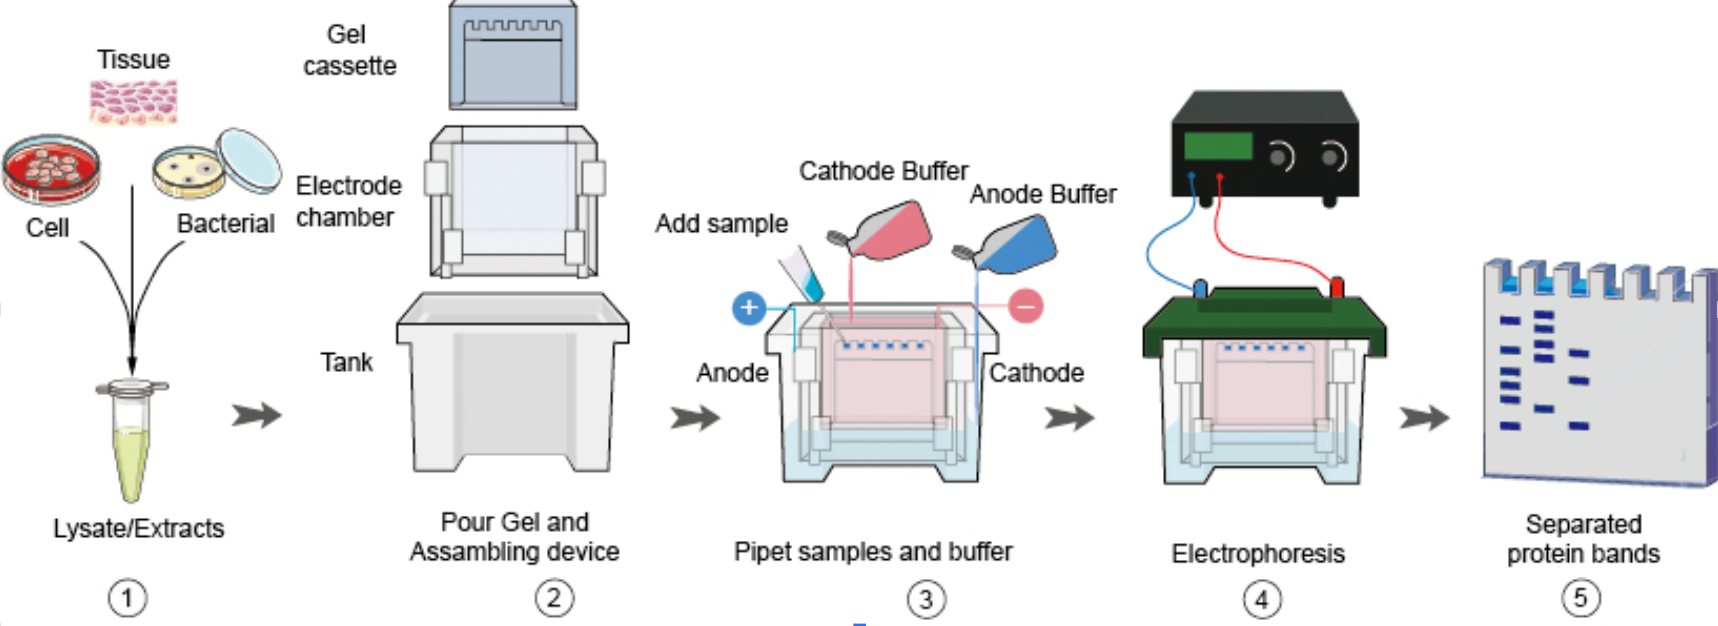 Tissue
Cell
Bacterial
Lysate/Extracts
1
Gel
cassette
Electrode
chamber
Tank
Pour Gel and
Assambling device
2
Cathode Buffer
Anode Buffer
Add sample
+
−
Anode
Cathode
Pipet samples and buffer
3
Electrophoresis
4
Separated
protein bands
5